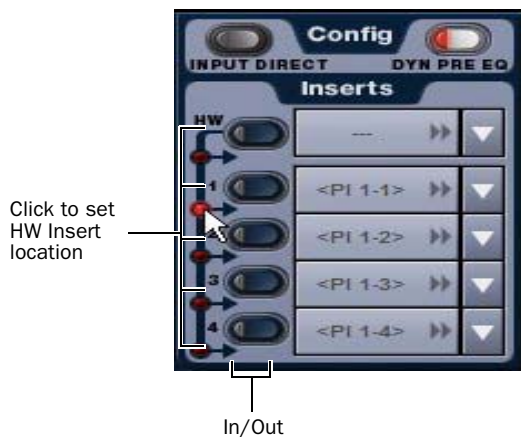 Config
INPUT DIRECT DYN PRE EQ
Inserts
HW
---
1
<PI 1-1>
<PI 1-2>
3
<PI 1-3>
4
<PI 1-4>
Click to set
HW Insert
location
In/Out